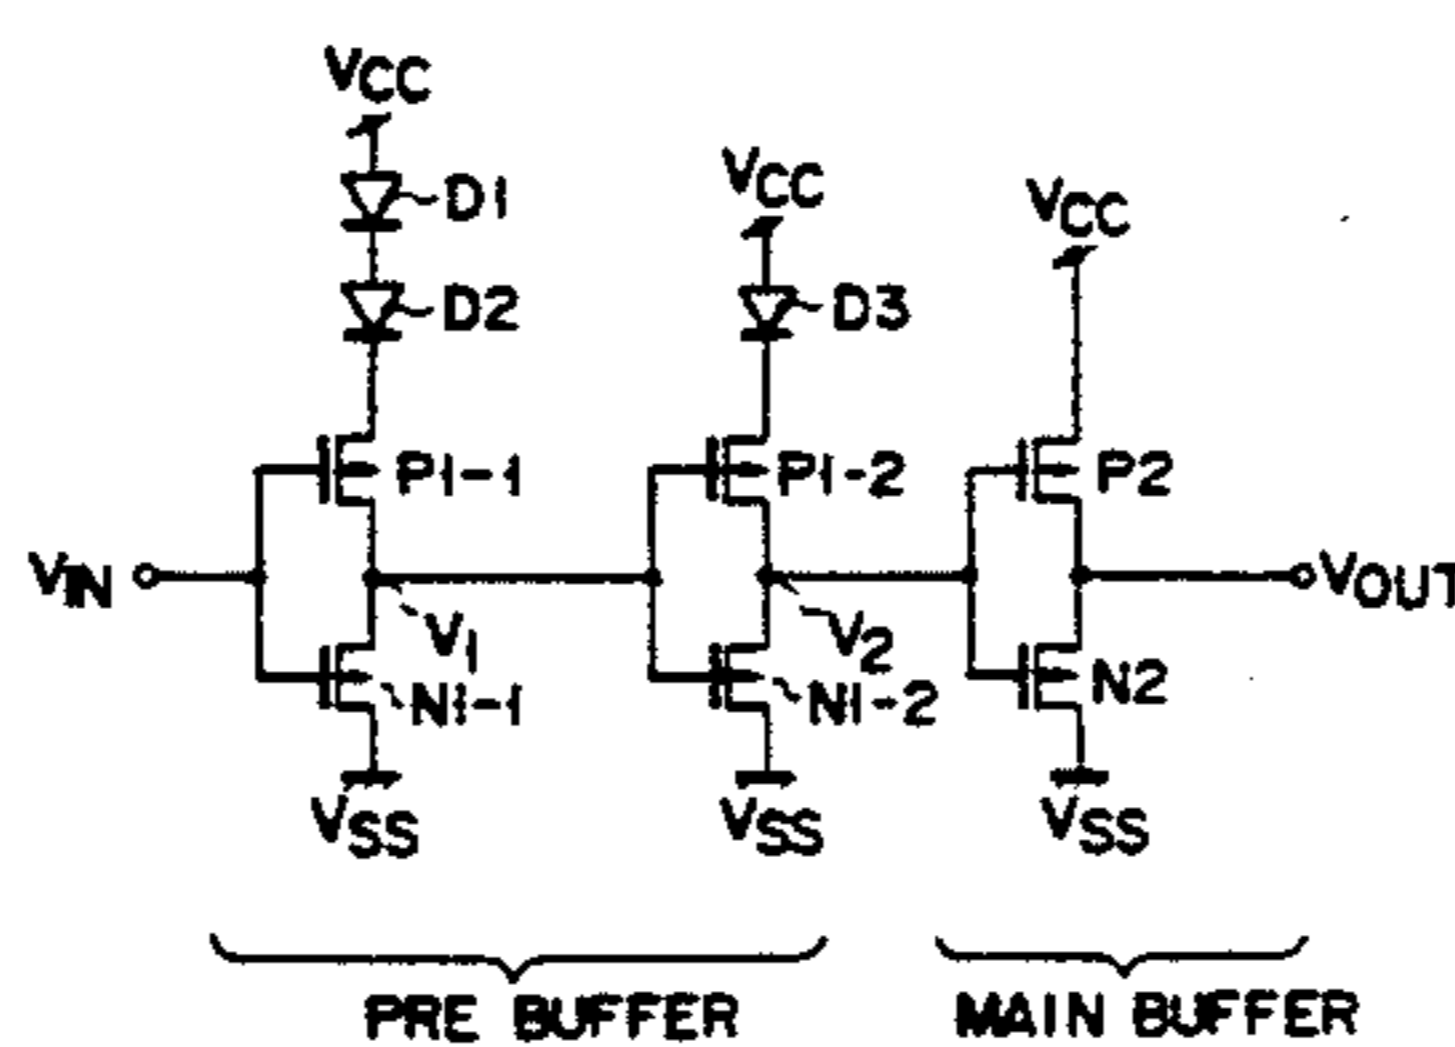 VCC
VCC
VCC
D1
D2
D3
P1-1
P1-2
P2
VIN
V1
V2
VOUT
N1-1
N1-2
N2
VSS
VSS
VSS
PRE BUFFER
MAIN BUFFER